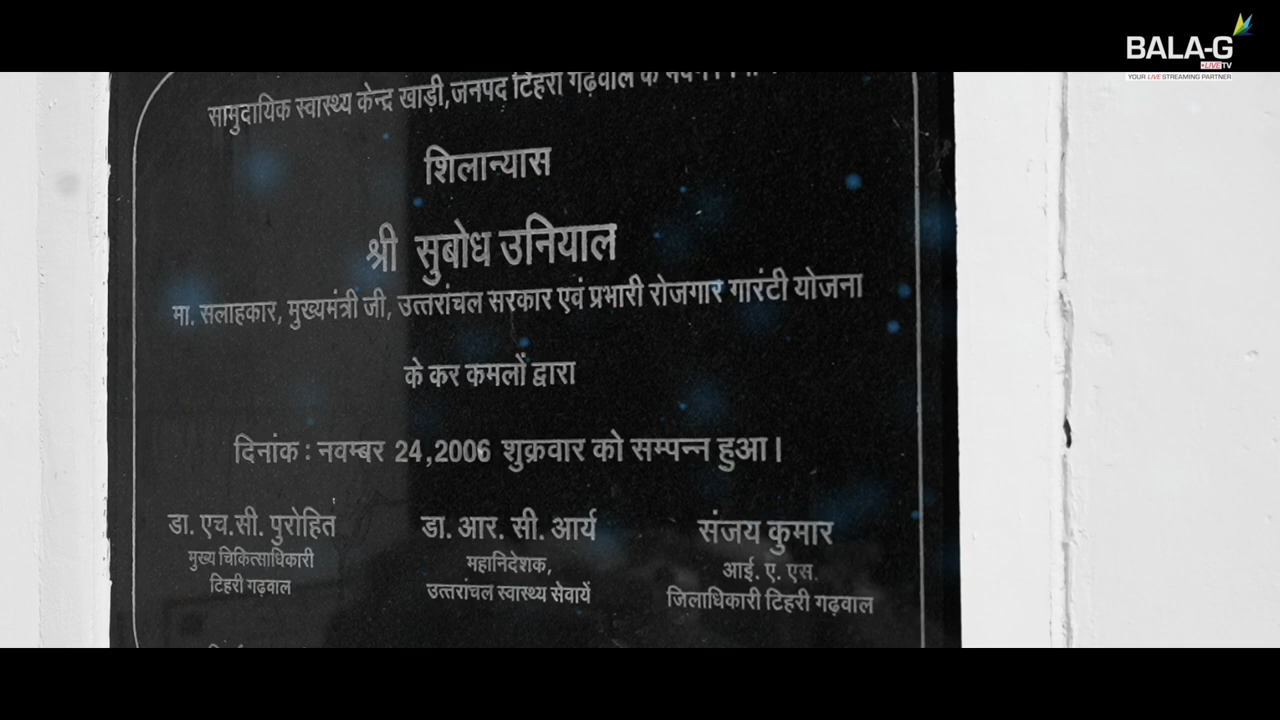 BALA-G
LIVE TV
YOUR LIVE STREAMING PARTNER
सामुदायिक स्वास्थ्य केन्द्र खाड़ी,जनपद टिहरी गढ़वाल के
शिलान्यास
श्री सुबोध उनियाल
मा. सलाहकार, मुख्यमंत्री जी, उत्तरांचल सरकार एवं प्रभारी रोजगार गारंटी योजना
के कर कमलों द्वारा
दिनांक : नवम्बर 24,2006 शुक्रवार को सम्पन्न हुआ।
डा. एच.सी. पुरोहित
मुख्य चिकित्साधिकारी
टिहरी गढ़वाल
डा. आर. सी. आर्य
महानिदेशक,
उत्तरांचल स्वास्थ्य सेवायें
संजय कुमार
आई. ए. एस.
जिलाधिकारी टिहरी गढ़वाल